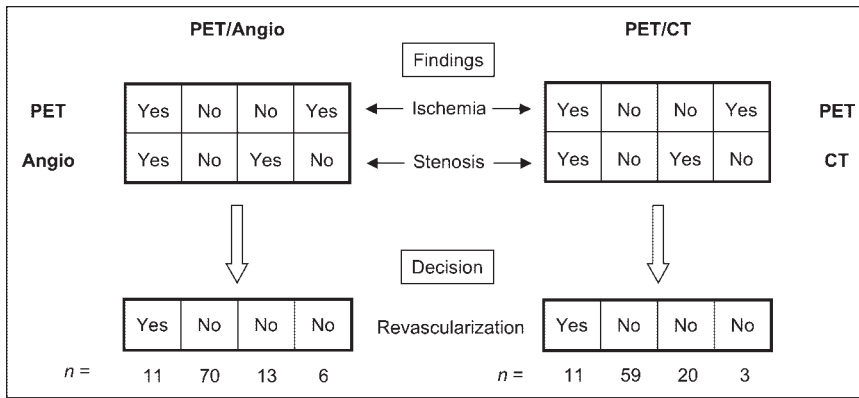 PET/Angio PET/CT
Findings
PET Yes No No Yes Ischemia Yes No No Yes PET
Angio Yes No Yes No Stenosis Yes No Yes No CT
Decision
Yes No No No Revascularization Yes No No No
n = 11 70 13 6 n = 11 59 20 3